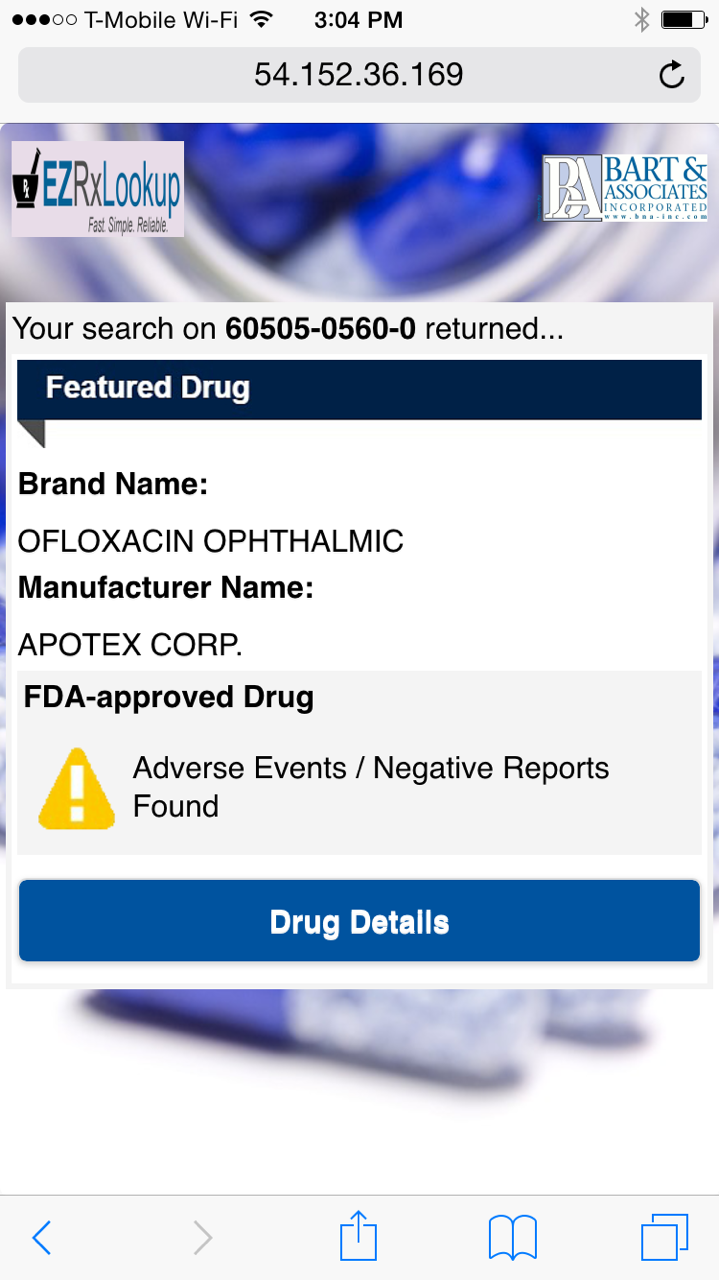 T-Mobile Wi-Fi 3:04 PM
54.152.36.169
EZRxLookup
Fast. Simple. Reliable.
BA
BART &
ASSOCIATES
INCORPORATED
www.bna-inc.com
Your search on 60505-0560-0 returned...
Featured Drug
Brand Name:
OFLOXACIN OPHTHALMIC
Manufacturer Name:
APOTEX CORP.
FDA-approved Drug
Adverse Events / Negative Reports
Found
Drug Details